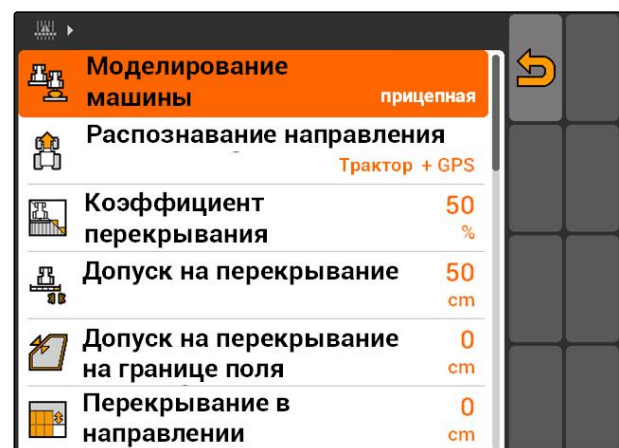 Моделирование
машины
прицепная
Распознавание направления
Трактор + GPS
Коэффициент
перекрывания
50
%
Допуск на перекрывание
50
cm
Допуск на перекрывание
на границе поля
0
cm
Перекрывание в
направлении
0
cm